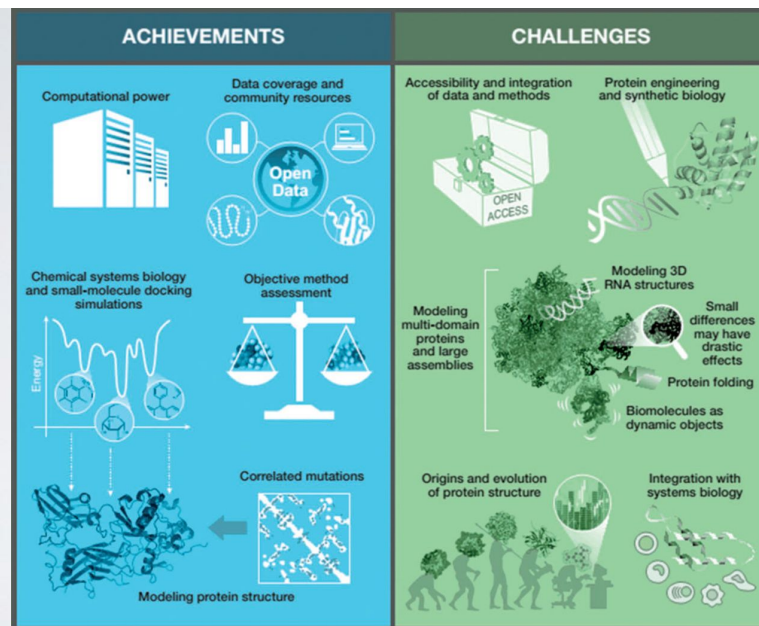 ACHIEVEMENTS
CHALLENGES
Computational power
Data coverage and
community resources
Open
Data
Chemical systems biology
and small-molecule docking
simulations
Energy
Objective method
assessment
Correlated mutations
Modeling protein structure
Accessibility and integration
of data and methods
OPEN
ACCESS
Protein engineering
and synthetic biology
Modeling
multi-domain
proteins
and large
assemblies
Modeling 3D
RNA structures
Small
differences
may have
drastic
effects
Protein folding
Biomolecules as
dynamic objects
Origins and evolution
of protein structure
Integration with
systems biology